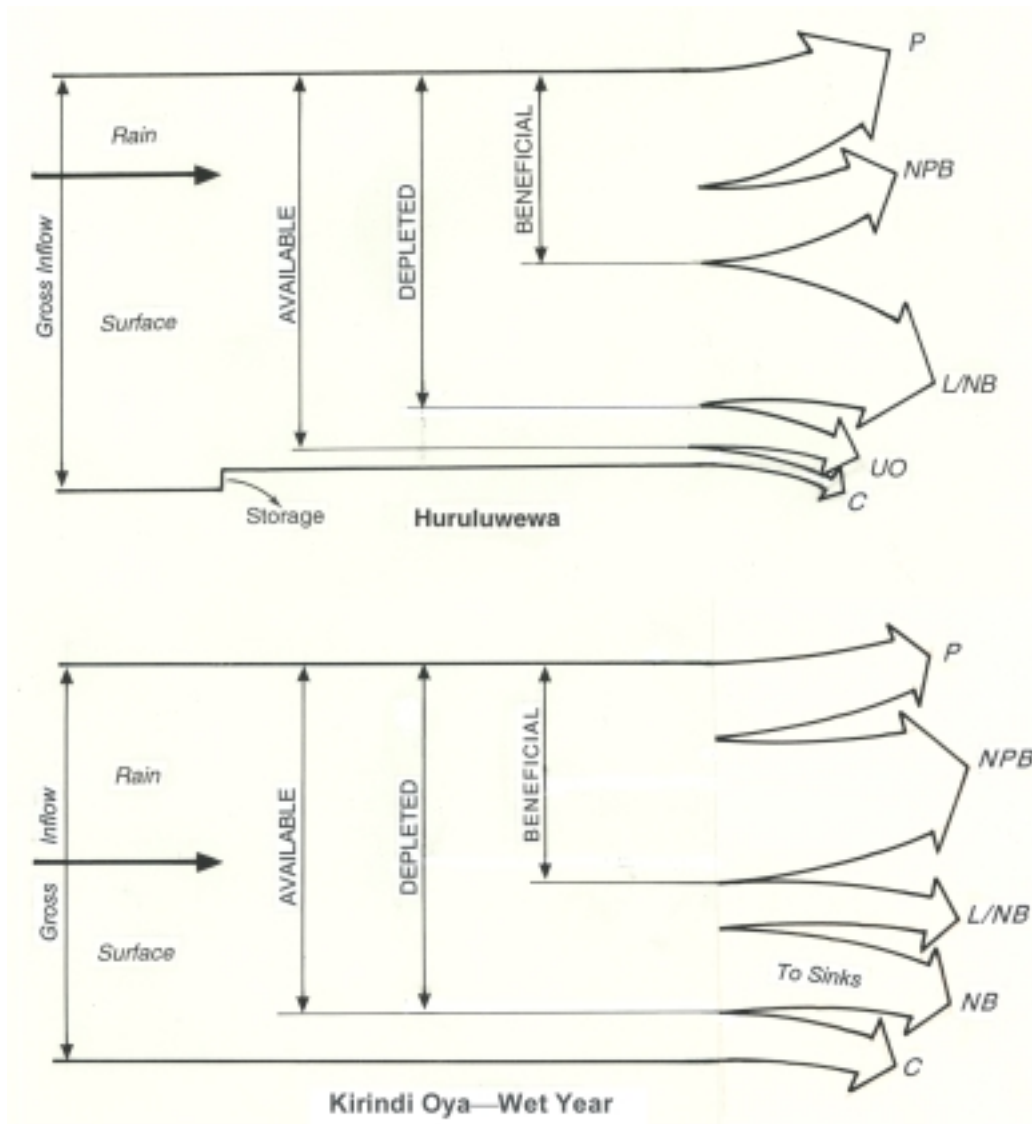 P
Rain
NPB
BENEFICIAL
Gross Inflow
AVAILABLE
DEPLETED
Surface
L/NB
UO
C
Storage
Huruluwewa
P
Rain
NPB
BENEFICIAL
Gross Inflow
AVAILABLE
DEPLETED
L/NB
Surface
To Sinks
NB
C
Kirindi Oya—Wet Year